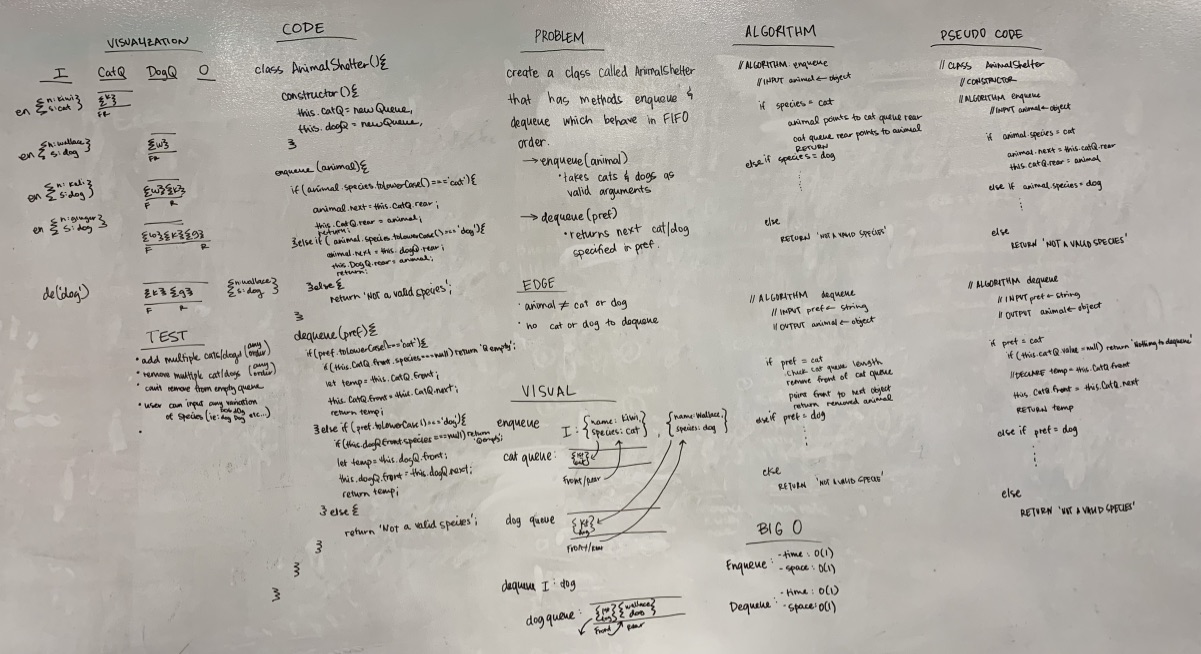 VISUALIZATION
I CatQ DogQ O
en {n:kiwi s:cat} {k}
FR
en {n:wallace s:dog} {w}
FR
en {n:Kali s:dog} {w}{k}
F R
en {n:ginger s:dog} {w}{k}{g}
F R
de('dog') {k}{g} {n:wallace s:dog}
F R
TEST
• add multiple cats/dogs (any order)
• remove multiple cat/dogs (any order)
• can't remove from empty queue
• user can input any variation
of species (ie: dog Dog etc...)
•
CODE
class AnimalShelter(){
constructor(){
this.catQ = new Queue,
this.dogQ = new Queue,
}
enqueue (animal){
if(animal.species.toLowerCase()==='cat'){
animal.next = this.CatQ.rear;
this.CatQ.rear = animal;
return;
}else if( animal.species.toLowerCase()==='dog'){
animal.next = this.dogQ.rear;
this.DogQ.rear = animal;
return;
}else{
return 'Not a valid species';
}
dequeue (pref){
if(pref.toLowerCase()==='cat'){
if(this.CatQ.front.species===null) return 'Q empty';
let temp = this.CatQ.front;
this.CatQ.front = this.CatQ.next;
return temp;
}else if (pref.toLowerCase()==='dog'){
if(this.dogQ.front.species===null) return 'Q empty';
let temp = this.dogQ.front;
this.dogQ.front = this.dogQ.next;
return temp;
}else{
return 'Not a valid species';
}
}
}
PROBLEM
create a class called AnimalShelter
that has methods enqueue &
dequeue which behave in FIFO
order.
→ enqueue(animal)
• takes cats & dogs as
valid arguments
→ dequeue (pref)
• returns next cat/dog
specified in pref.
EDGE
• animal ≠ cat or dog
• no cat or dog to dequeue
VISUAL
enqueue I: {name: Kiwi, species: cat}, {name: Wallace, species: dog}
cat queue:
Front/Rear
dog queue
Front/Rear
dequeue I: dog
dog queue: {wallace dog}
Front Rear
ALGORITHM
// ALGORITHM enqueue
// INPUT animal ← object
if species = cat
animal points to cat queue rear
cat queue rear points to animal
RETURN
else if species = dog
⋮
else
RETURN 'NOT A VALID SPECIES'
// ALGORITHM dequeue
// INPUT pref ← string
// OUTPUT animal ← object
if pref = cat
check cat queue length
remove front of cat queue
point front to next object
return removed animal
else if pref = dog
⋮
else
RETURN 'NOT A VALID SPECIE'
BIG O
Enqueue: - time: O(1)
- space: O(1)
Dequeue: - time: O(1)
- space: O(1)
PSEUDO CODE
// CLASS AnimalShelter
// CONSTRUCTOR
// ALGORITHM enqueue
// INPUT animal ← object
if animal.species = cat
animal.next = this.catQ.rear
this.catQ.rear = animal
else if animal.species = dog
⋮
else
RETURN 'NOT A VALID SPECIES'
// ALGORITHM dequeue
// INPUT pref ← string
// OUTPUT animal ← object
if pref = cat
if (this.catQ.value = null) return 'Nothing to dequeue'
// DECLARE temp = this.CatQ.front
this.CatQ.front = this.CatQ.next
RETURN temp
else if pref = dog
⋮
else
RETURN 'NOT A VALID SPECIES'